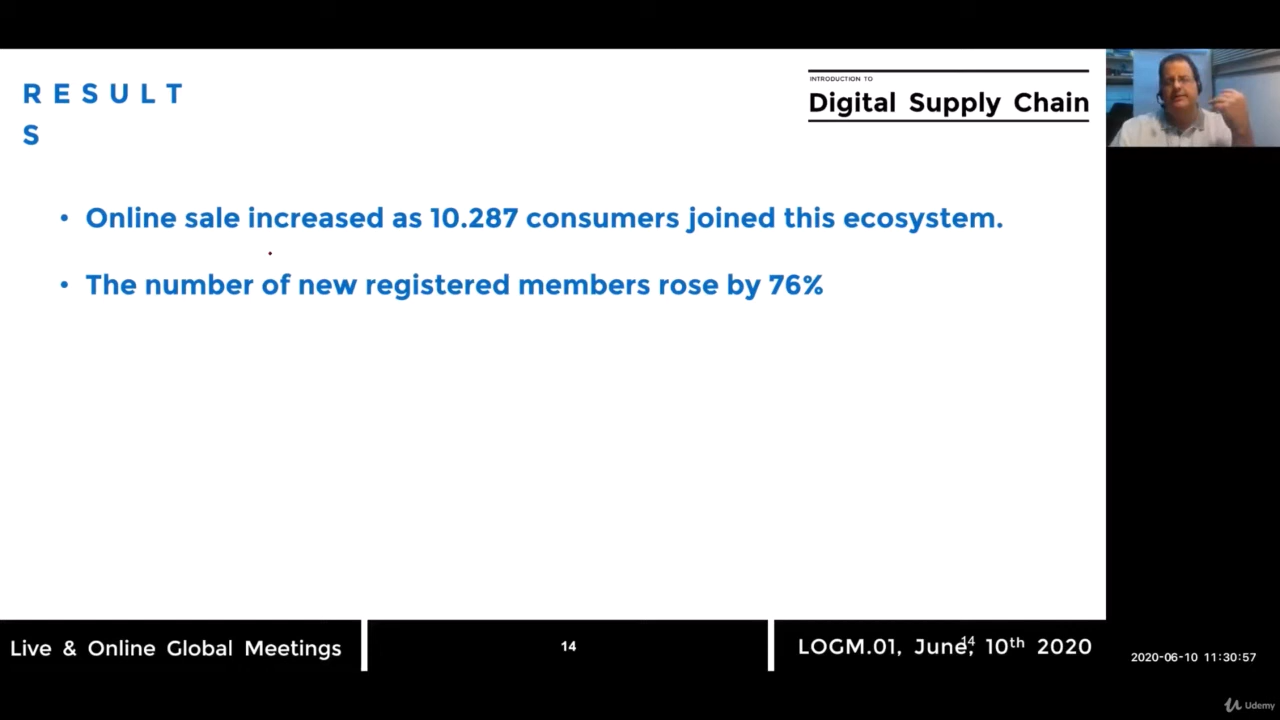 R E S U L T
S
INTRODUCTION TO
Digital Supply Chain
• Online sale increased as 10.287 consumers joined this ecosystem.
• The number of new registered members rose by 76%
Live & Online Global Meetings
14
LOGM.01, June, 10th 2020
14
2020-06-10 11:30:57
Udemy